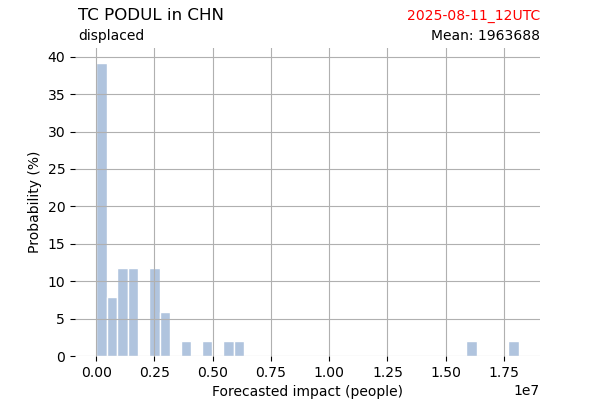 TC PODUL in CHN
2025-08-11_12UTC
displaced
Mean: 1963688
40
35
30
25
20
15
10
5
0
Probability (%)
0.00 0.25 0.50 0.75 1.00 1.25 1.50 1.75
1e7
Forecasted impact (people)